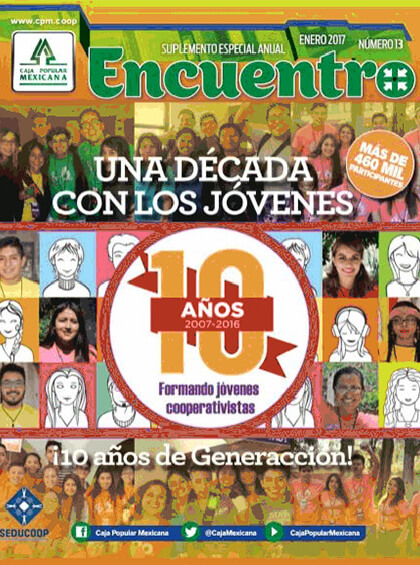 www.cpm.coop
CAJA POPULAR
MEXICANA
SUPLEMENTO ESPECIAL ANUAL
ENERO 2017
NÚMERO 13
Encuentro
UNA DÉCADA
CON LOS JÓVENES
MÁS DE
460 MIL
PARTICIPANTES
10
AÑOS
2007-2016
Formando jóvenes
cooperativistas
¡10 años de Generacción!
SEDUCOOP
Caja Popular Mexicana
@CajaMexicana
CajaPopularMexicana